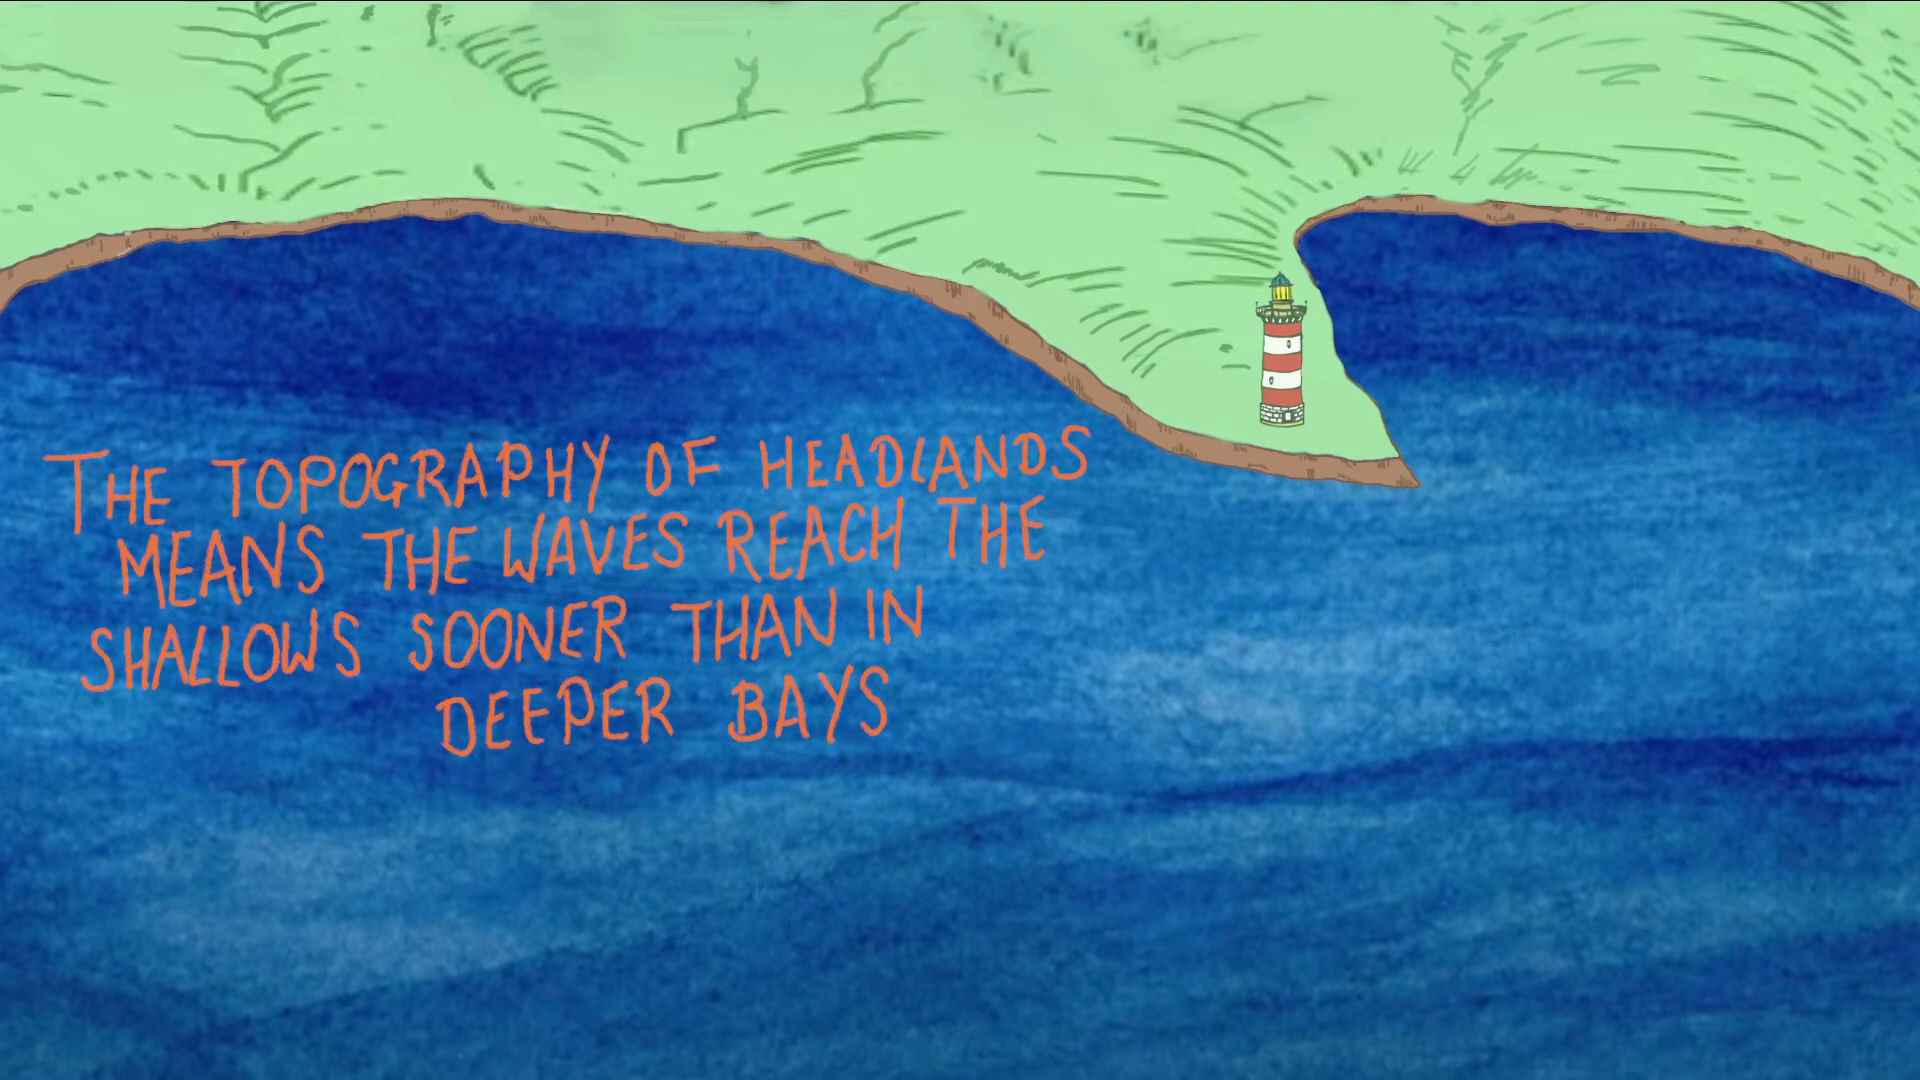 THE TOPOGRAPHY OF HEADLANDS
MEANS THE WAVES REACH THE
SHALLOWS SOONER THAN IN
DEEPER BAYS